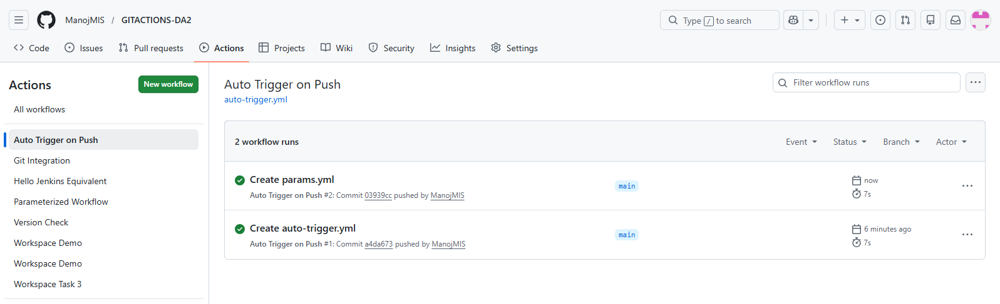 ManojMIS / GITACTIONS-DA2
Type / to search
Code
Issues
Pull requests
Actions
Projects
Wiki
Security
Insights
Settings
Actions
New workflow
All workflows
Auto Trigger on Push
Git Integration
Hello Jenkins Equivalent
Parameterized Workflow
Version Check
Workspace Demo
Workspace Demo
Workspace Task 3
Auto Trigger on Push
auto-trigger.yml
Filter workflow runs
2 workflow runs
Event
Status
Branch
Actor
Create params.yml
Auto Trigger on Push #2: Commit 03939cc pushed by ManojMIS
main
now
7s
Create auto-trigger.yml
Auto Trigger on Push #1: Commit a4da673 pushed by ManojMIS
main
6 minutes ago
7s